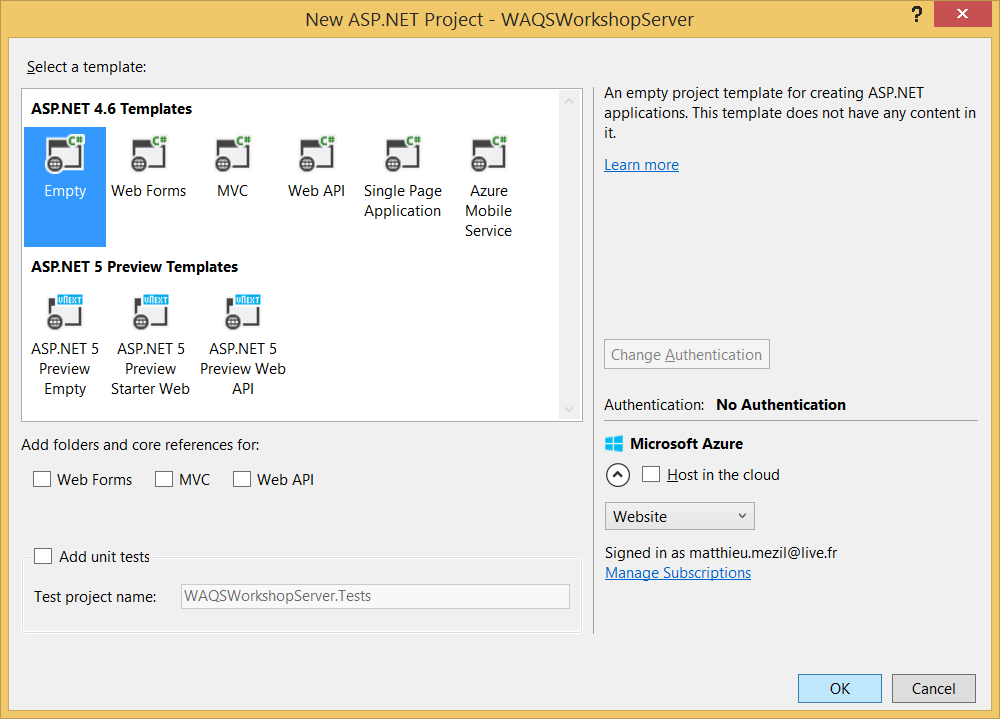 New ASP.NET Project - WAQSWorkshopServer
?
Select a template:
ASP.NET 4.6 Templates
C# C# C# C# C# C#
Empty Web Forms MVC Web API Single Page Azure
Application Mobile
Service
ASP.NET 5 Preview Templates
vNEXT vNEXT vNEXT
ASP.NET 5 ASP.NET 5 ASP.NET 5
Preview Preview Preview Web
Empty Starter Web API
Add folders and core references for:
Web Forms MVC Web API
Add unit tests
Test project name: WAQSWorkshopServer.Tests
An empty project template for creating ASP.NET
applications. This template does not have any content in
it.
Learn more
Change Authentication
Authentication: No Authentication
Microsoft Azure
Host in the cloud
Website
Signed in as matthieu.mezil@live.fr
Manage Subscriptions
OK Cancel